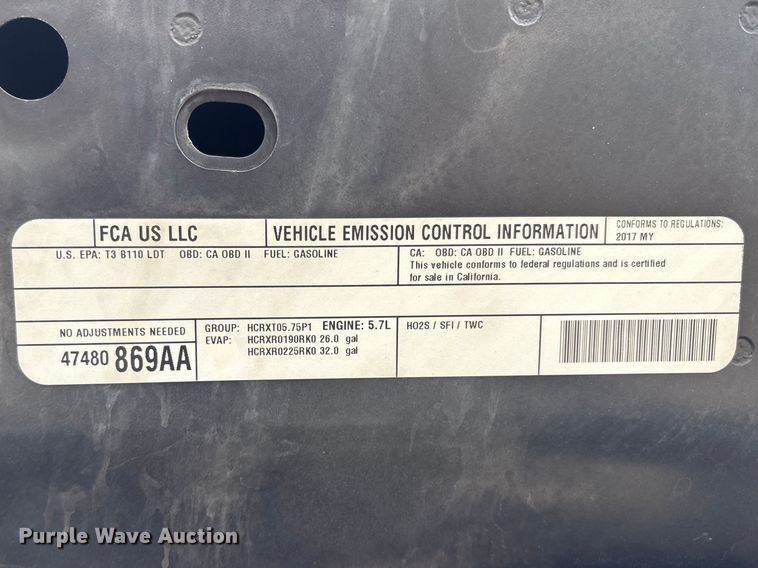 FCA US LLC
VEHICLE EMISSION CONTROL INFORMATION
CONFORMS TO REGULATIONS:
2017 MY
U.S. EPA: T3 B110 LDT OBD: CA OBD II FUEL: GASOLINE
CA: OBD: CA OBD II FUEL: GASOLINE
This vehicle conforms to federal regulations and is certified
for sale in California.
NO ADJUSTMENTS NEEDED
47480 869AA
GROUP: HCRXT05.75P1 ENGINE: 5.7L
EVAP: HCRXR0190RK0 26.0 gal
HCRXR0225RK0 32.0 gal
HO2S / SFI / TWC
Purple Wave Auction